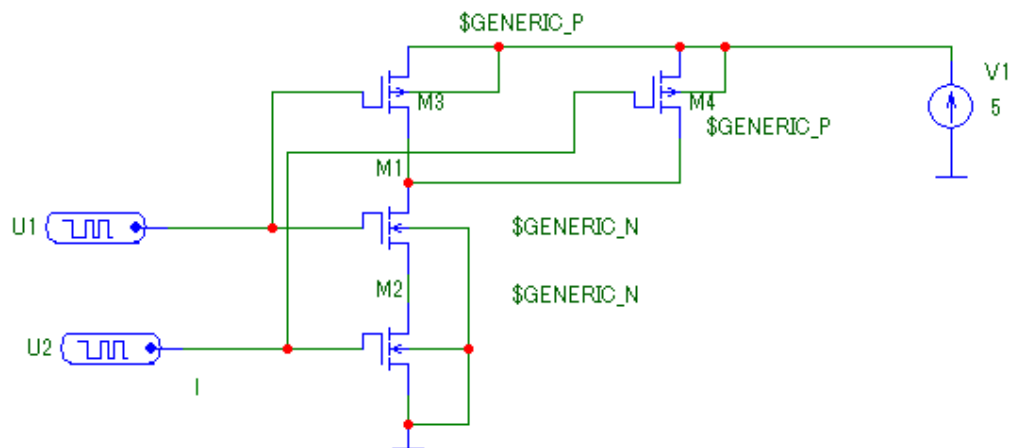 $GENERIC_P
V1
M3
M4
5
$GENERIC_P
M1
U1
$GENERIC_N
M2
$GENERIC_N
U2
I